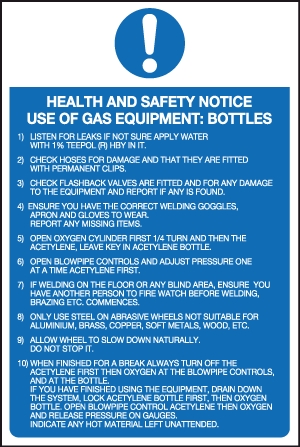 HEALTH AND SAFETY NOTICE
USE OF GAS EQUIPMENT: BOTTLES
1) LISTEN FOR LEAKS IF NOT SURE APPLY WATER
WITH 1% TEEPOL (R) HBY IN IT.
2) CHECK HOSES FOR DAMAGE AND THAT THEY ARE FITTED
WITH PERMANENT CLIPS.
3) CHECK FLASHBACK VALVES ARE FITTED AND FOR ANY DAMAGE
TO THE EQUIPMENT AND REPORT IF ANY IS FOUND.
4) ENSURE YOU HAVE THE CORRECT WELDING GOGGLES,
APRON AND GLOVES TO WEAR.
REPORT ANY MISSING ITEMS.
5) OPEN OXYGEN CYLINDER FIRST 1/4 TURN AND THEN THE
ACETYLENE, LEAVE KEY IN ACETYLENE BOTTLE.
6) OPEN BLOWPIPE CONTROLS AND ADJUST PRESSURE ONE
AT A TIME ACETYLENE FIRST.
7) IF WELDING ON THE FLOOR OR ANY BLIND AREA, ENSURE YOU
HAVE ANOTHER PERSON TO FIRE WATCH BEFORE WELDING,
BRAZING ETC. COMMENCES.
8) ONLY USE STEEL ON ABRASIVE WHEELS NOT SUITABLE FOR
ALUMINIUM, BRASS, COPPER, SOFT METALS, WOOD, ETC.
9) ALLOW WHEEL TO SLOW DOWN NATURALLY.
DO NOT STOP IT.
10) WHEN FINISHED FOR A BREAK ALWAYS TURN OFF THE
ACETYLENE FIRST THEN OXYGEN AT THE BLOWPIPE CONTROLS,
AND AT THE BOTTLE.
IF YOU HAVE FINISHED USING THE EQUIPMENT, DRAIN DOWN
THE SYSTEM, LOCK ACETYLENE BOTTLE FIRST, THEN OXYGEN
BOTTLE. OPEN BLOWPIPE CONTROL ACETYLENE THEN OXYGEN
AND RELEASE PRESSURE ON GAUGES.
INDICATE ANY HOT MATERIAL LEFT UNATTENDED.